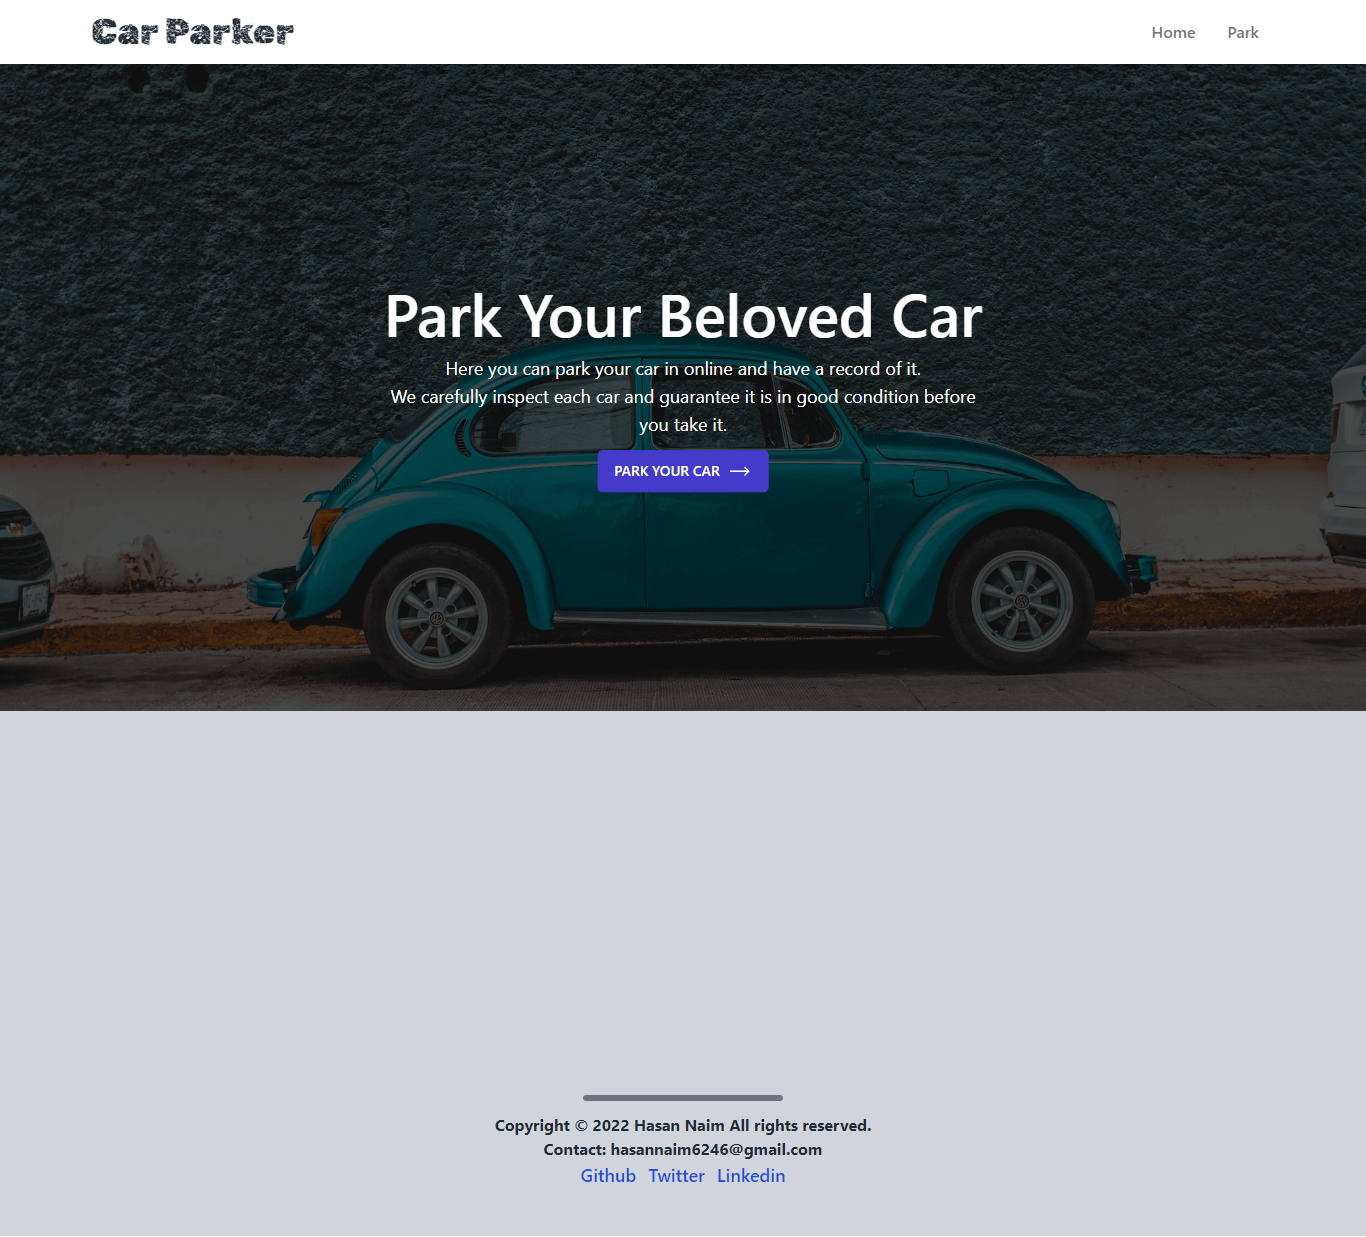 Car Parker
Home Park
Park Your Beloved Car
Here you can park your car in online and have a record of it.
We carefully inspect each car and guarantee it is in good condition before
you take it.
PARK YOUR CAR
Copyright © 2022 Hasan Naim All rights reserved.
Contact: hasannaim6246@gmail.com
Github Twitter Linkedin